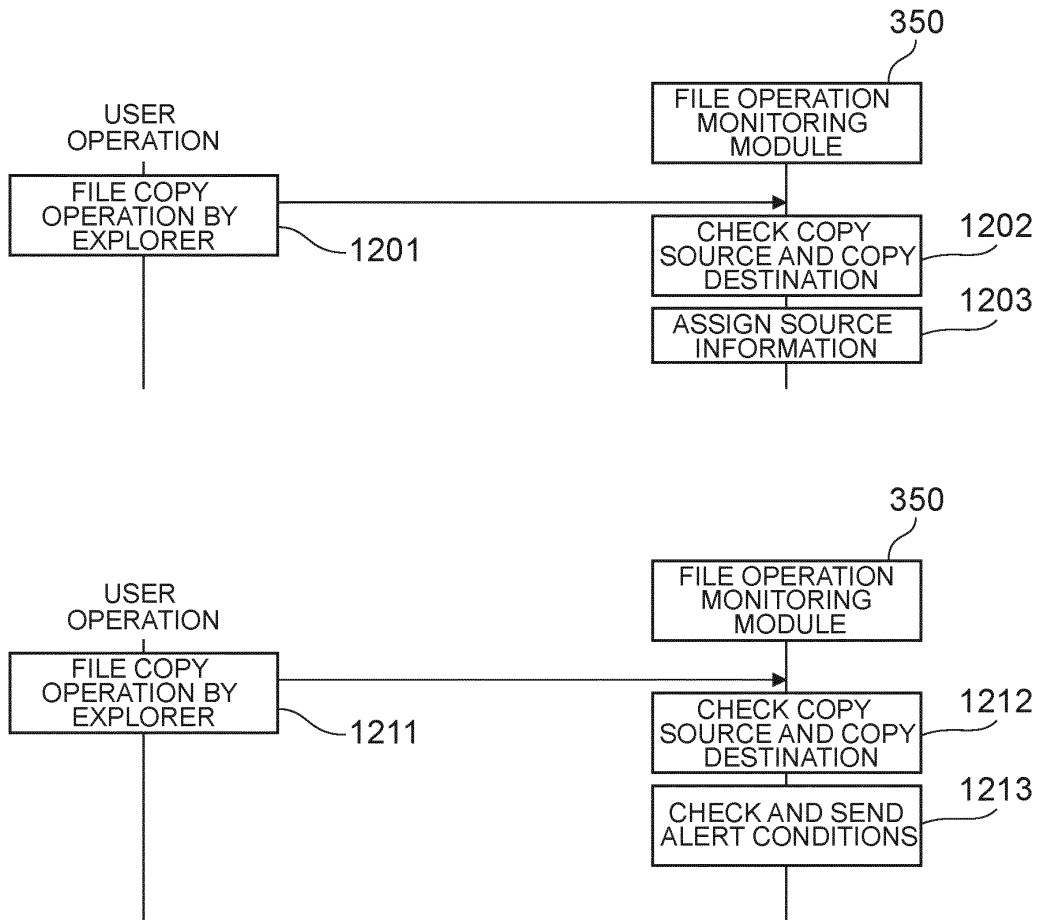 350
FILE OPERATION
MONITORING
MODULE
USER
OPERATION
FILE COPY
OPERATION BY
EXPLORER
1201
CHECK COPY
SOURCE AND COPY
DESTINATION
1202
ASSIGN SOURCE
INFORMATION
1203
350
FILE OPERATION
MONITORING
MODULE
USER
OPERATION
FILE COPY
OPERATION BY
EXPLORER
1211
CHECK COPY
SOURCE AND COPY
DESTINATION
1212
CHECK AND SEND
ALERT CONDITIONS
1213